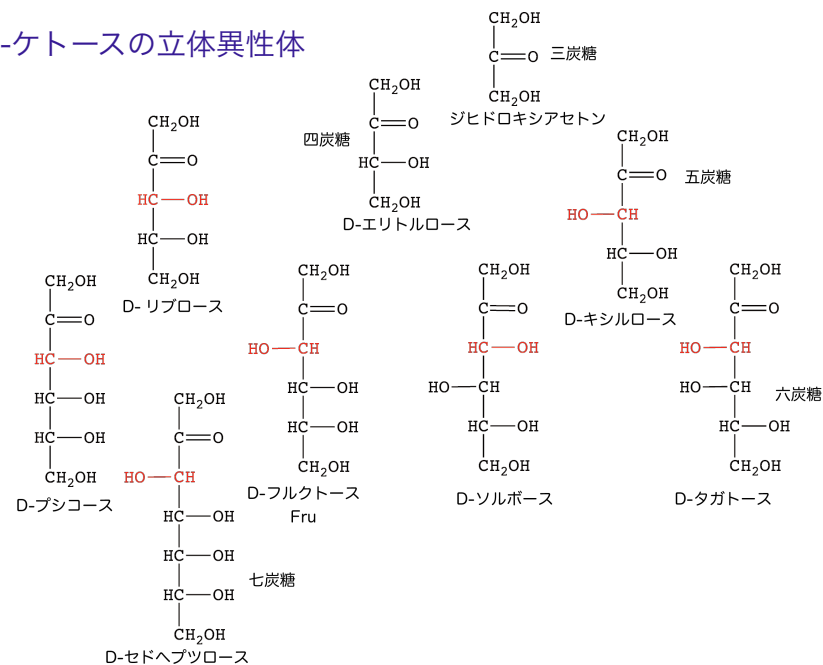 -ケトースの立体異性体
CH2OH
C=O
CH2OH
三炭糖
ジヒドロキシアセトン
CH2OH
C=O
HC—OH
CH2OH
四炭糖
D-エリトルロース
CH2OH
C=O
HC—OH
HC—OH
CH2OH
D- リブロース
CH2OH
C=O
HO—CH
HC—OH
CH2OH
五炭糖
D-キシルロース
CH2OH
C=O
HC—OH
HC—OH
HC—OH
CH2OH
D-プシコース
CH2OH
C=O
HO—CH
HC—OH
HC—OH
CH2OH
D-フルクトース
Fru
CH2OH
C=O
HC—OH
HO—CH
HC—OH
CH2OH
D-ソルボース
CH2OH
C=O
HO—CH
HO—CH
HC—OH
CH2OH
六炭糖
D-タガトース
CH2OH
C=O
HO—CH
HC—OH
HC—OH
HC—OH
CH2OH
七炭糖
D-セドヘプツロース